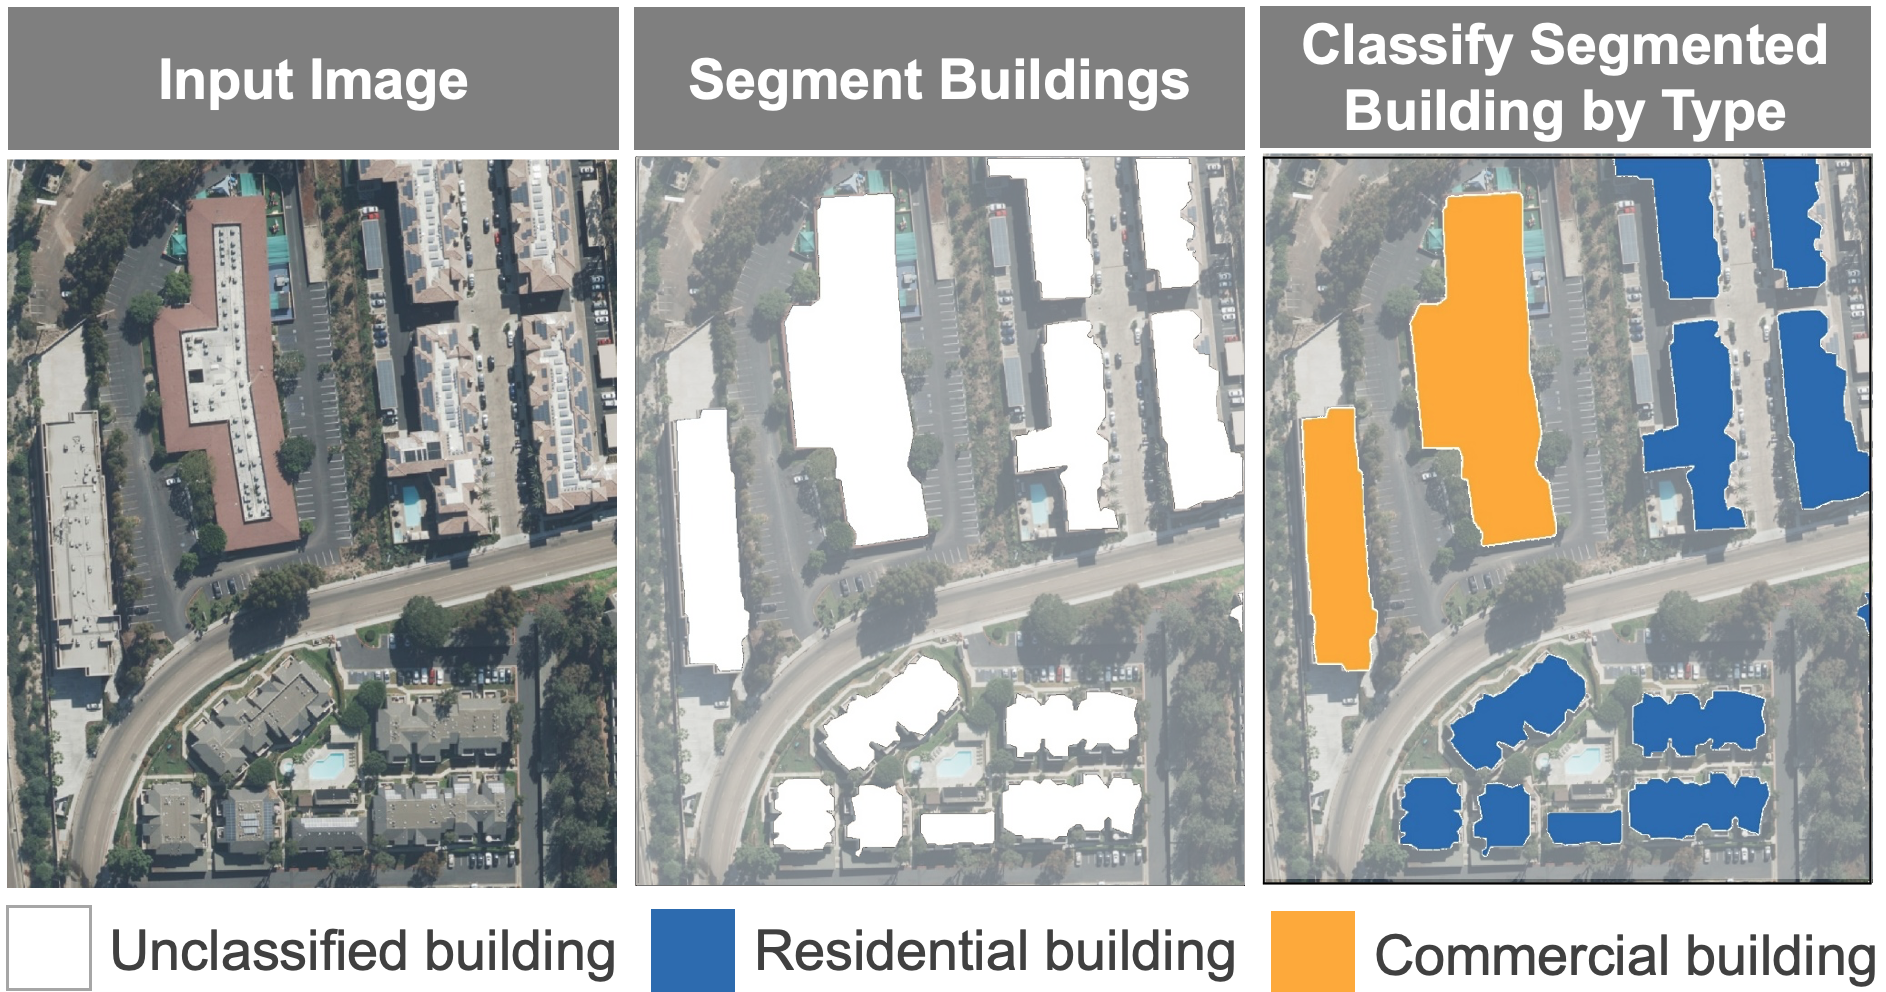 Input Image
Segment Buildings
Classify Segmented
Building by Type
Unclassified building
Residential building
Commercial building